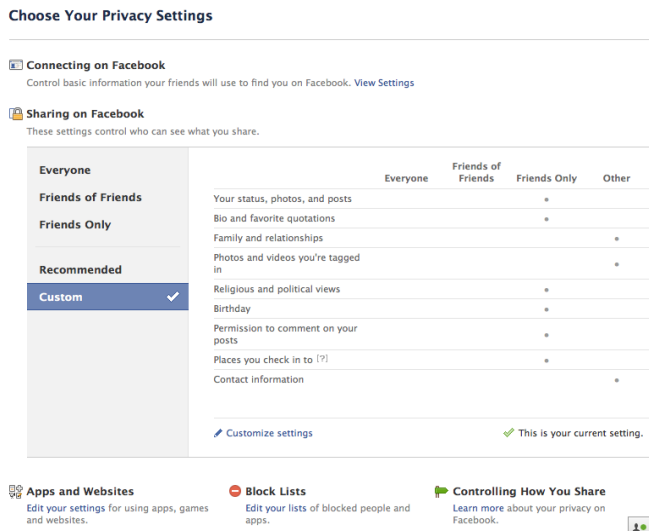 Choose Your Privacy Settings
Connecting on Facebook
Control basic information your friends will use to find you on Facebook. View Settings
Sharing on Facebook
These settings control who can see what you share.
Everyone
Friends of Friends
Friends Only
Recommended
Custom
Everyone
Friends of
Friends
Friends Only
Other
Your status, photos, and posts
Bio and favorite quotations
Family and relationships
Photos and videos you're tagged
in
Religious and political views
Birthday
Permission to comment on your
posts
Places you check in to [?]
Contact information
Customize settings
This is your current setting.
Apps and Websites
Edit your settings for using apps, games
and websites.
Block Lists
Edit your lists of blocked people and
apps.
Controlling How You Share
Learn more about your privacy on
Facebook.